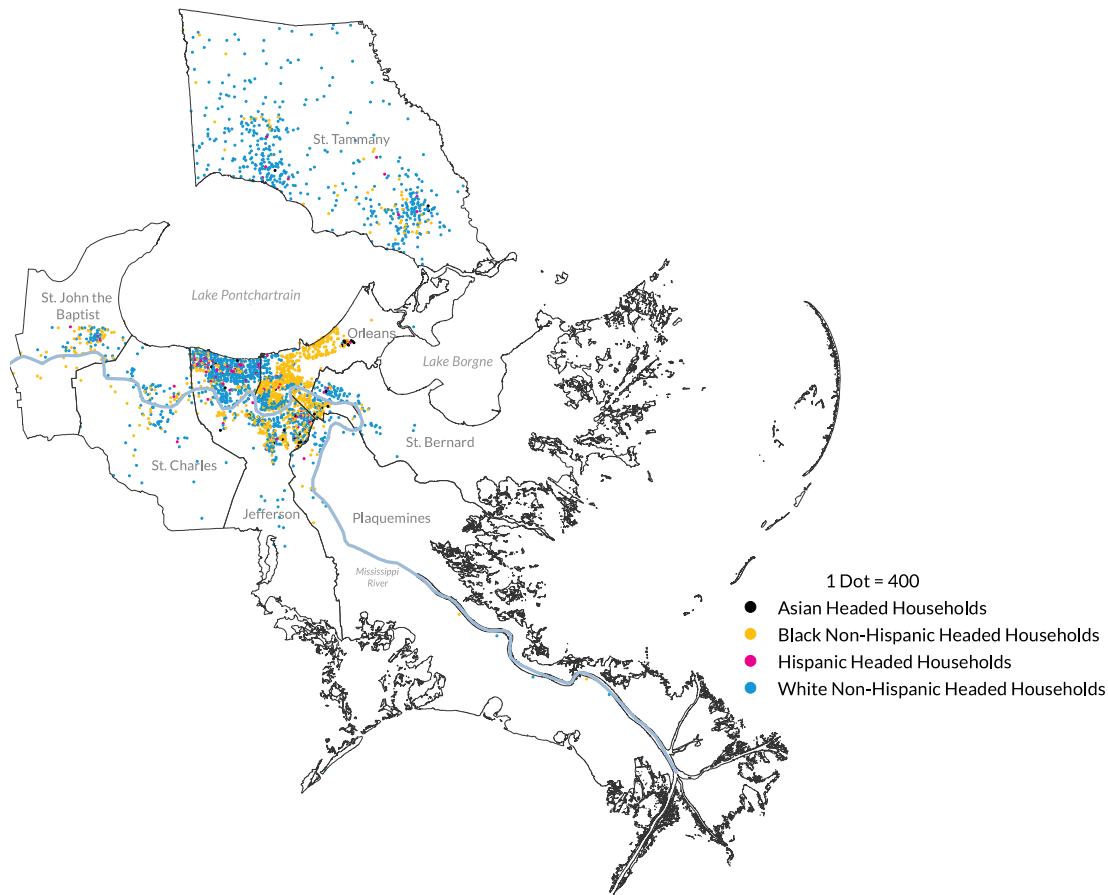 St. Tammany
St. John the
Baptist
Lake Pontchartrain
Orleans
Lake Borgne
St. Bernard
St. Charles
Jefferson
Plaquemines
Mississippi
River
1 Dot = 400
Asian Headed Households
Black Non-Hispanic Headed Households
Hispanic Headed Households
White Non-Hispanic Headed Households